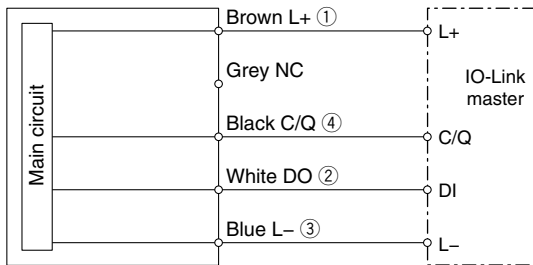 Main circuit
Brown L+ ①
Grey NC
Black C/Q ④
White DO ②
Blue L− ③
L+
IO-Link
master
C/Q
DI
L−